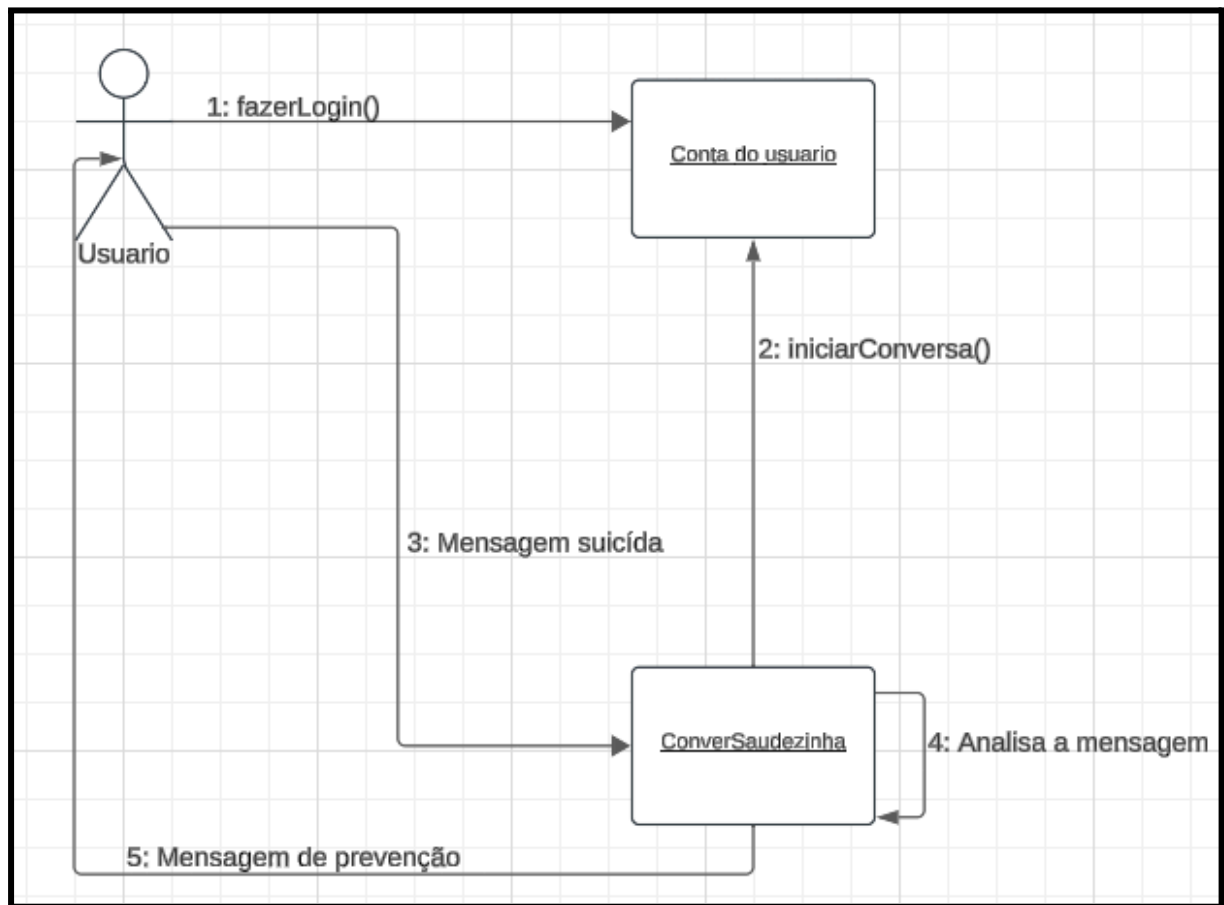 1: fazerLogin()
Conta do usuario
Usuario
2: iniciarConversa()
3: Mensagem suicída
ConverSaudezinha
4: Analisa a mensagem
5: Mensagem de prevenção